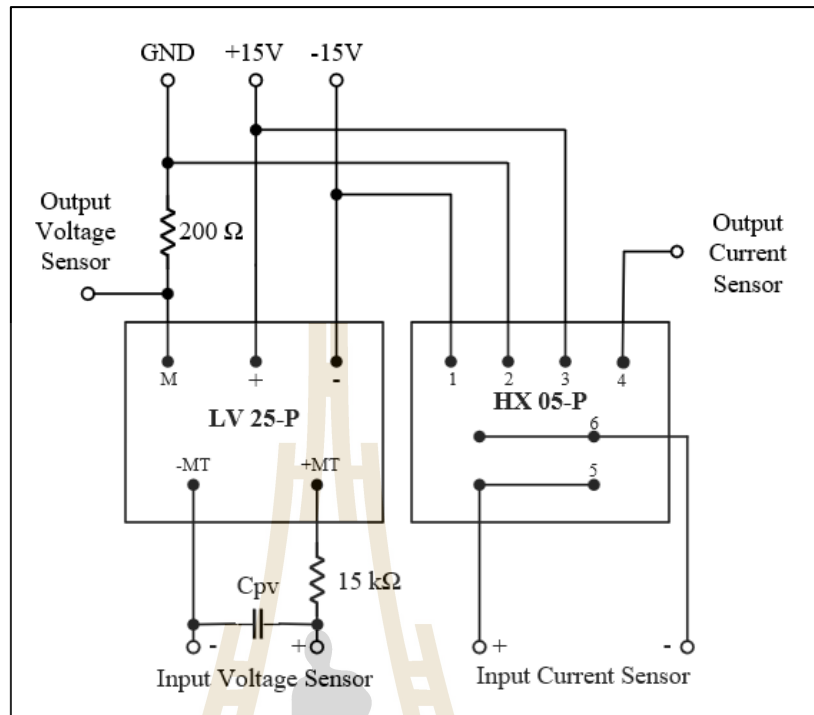 GND +15V -15V
Output
Voltage
Sensor
200 Ω
Output
Current
Sensor
M + -
1 2 3 4
LV 25-P
HX 05-P
6
-MT +MT
5
Cpv
15 kΩ
- +
+ -
Input Voltage Sensor
Input Current Sensor